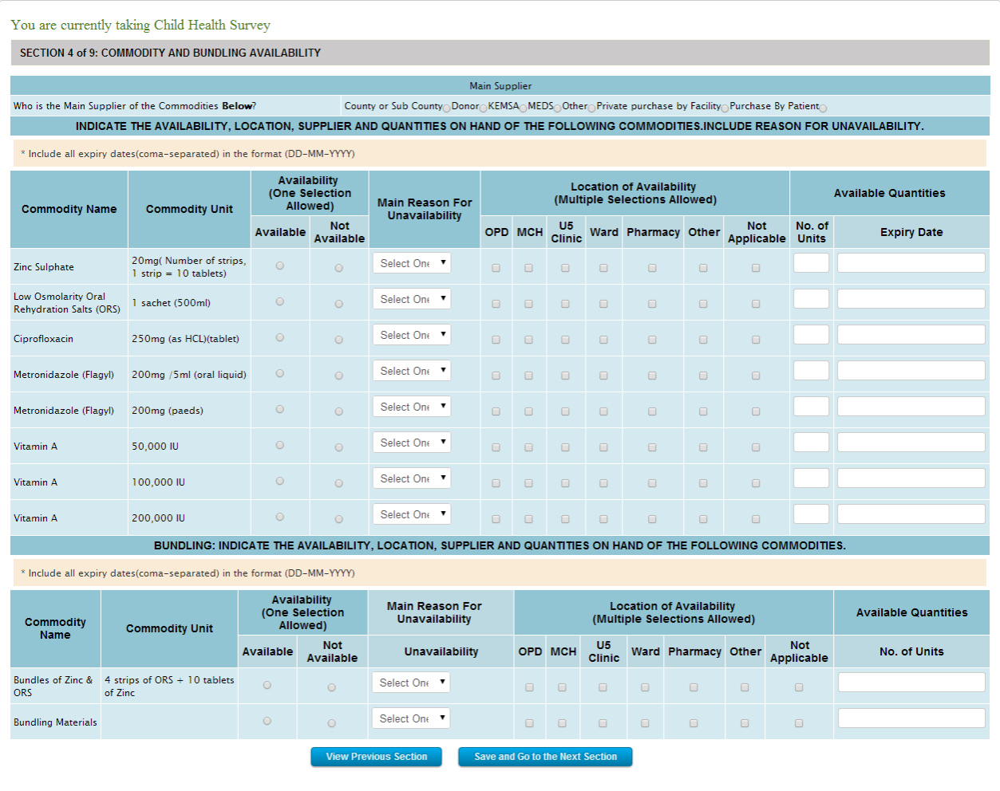 You are currently taking Child Health Survey
SECTION 4 of 9: COMMODITY AND BUNDLING AVAILABILITY
Main Supplier
Who is the Main Supplier of the Commodities Below? County or Sub County Donor KEMSA MEDS Other Private purchase by Facility Purchase By Patient
INDICATE THE AVAILABILITY, LOCATION, SUPPLIER AND QUANTITIES ON HAND OF THE FOLLOWING COMMODITIES.INCLUDE REASON FOR UNAVAILABILITY.
* Include all expiry dates(coma-separated) in the format (DD-MM-YYYY)
Commodity Name
Commodity Unit
Availability
(One Selection
Allowed)
Main Reason For
Unavailability
Location of Availability
(Multiple Selections Allowed)
Available Quantities
Available
Not
Available
OPD
MCH
U5
Clinic
Ward
Pharmacy
Other
Not
Applicable
No. of
Units
Expiry Date
Zinc Sulphate
20mg( Number of strips,
1 strip = 10 tablets)
Select One
Low Osmolarity Oral
Rehydration Salts (ORS)
1 sachet (500ml)
Select One
Ciprofloxacin
250mg (as HCL)(tablet)
Select One
Metronidazole (Flagyl)
200mg /5ml (oral liquid)
Select One
Metronidazole (Flagyl)
200mg (paeds)
Select One
Vitamin A
50,000 IU
Select One
Vitamin A
100,000 IU
Select One
Vitamin A
200,000 IU
Select One
BUNDLING: INDICATE THE AVAILABILITY, LOCATION, SUPPLIER AND QUANTITIES ON HAND OF THE FOLLOWING COMMODITIES.
* Include all expiry dates(coma-separated) in the format (DD-MM-YYYY)
Commodity
Name
Commodity Unit
Availability
(One Selection
Allowed)
Main Reason For
Unavailability
Location of Availability
(Multiple Selections Allowed)
Available Quantities
Available
Not
Available
Unavailability
OPD
MCH
U5
Clinic
Ward
Pharmacy
Other
Not
Applicable
No. of Units
Bundles of Zinc &
ORS
4 strips of ORS + 10 tablets
of Zinc
Select One
Bundling Materials
Select One
View Previous Section
Save and Go to the Next Section